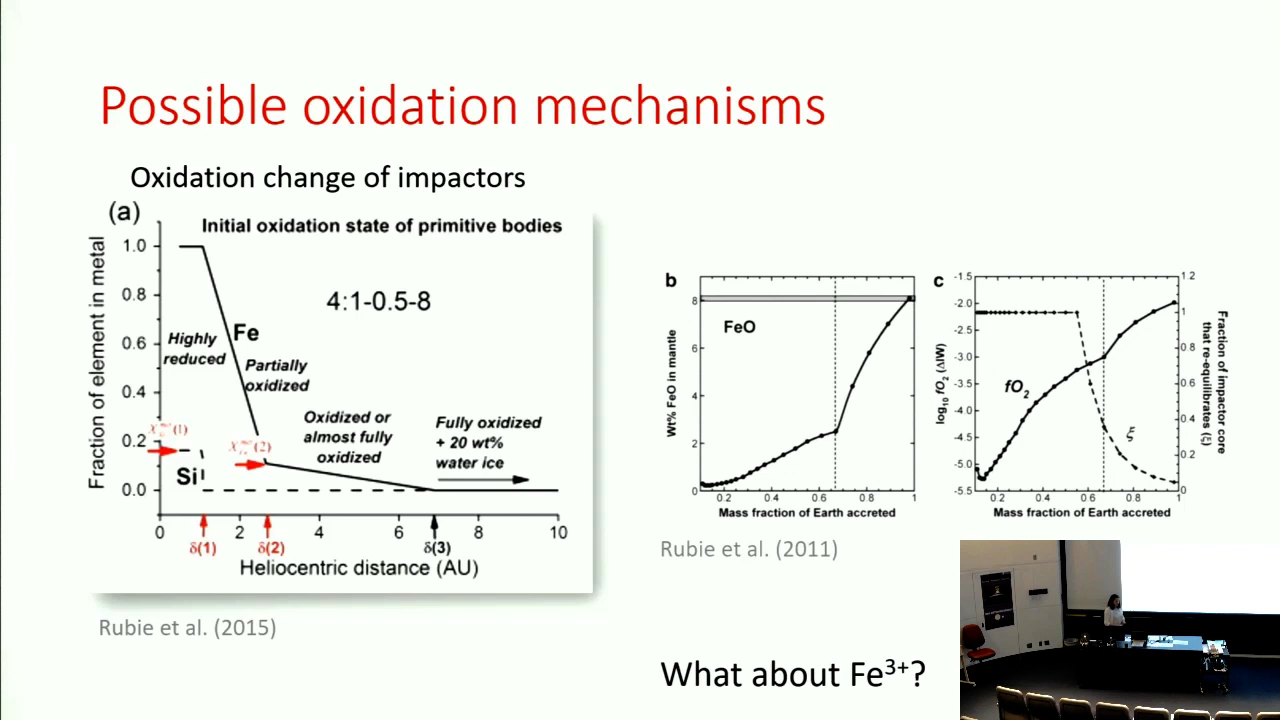 Possible oxidation mechanisms
Oxidation change of impactors
(a)
Initial oxidation state of primitive bodies
4:1-0.5-8
Fraction of element in metal
1.0
0.8
0.6
0.4
0.2
0.0
Highly
reduced
Fe
Partially
oxidized
Oxidized or
almost fully
oxidized
Fully oxidized
+ 20 wt%
water ice
Si
0 2 4 6 8 10
δ(1) δ(2) δ(3)
Heliocentric distance (AU)
Rubie et al. (2015)
b
FeO
Wt% FeO in mantle
8
6
4
2
0
0.2 0.4 0.6 0.8 1
Mass fraction of Earth accreted
c
log₁₀ fO₂ (ΔIW)
-1.5
-2.0
-2.5
-3.0
-3.5
-4.0
-4.5
-5.0
-5.5
fO₂
ξ
1.2
1
0.8
0.6
0.4
0.2
0
Fraction of impactor core
that re-equilibrates (ξ)
0.2 0.4 0.6 0.8 1
Mass fraction of Earth accreted
Rubie et al. (2011)
What about Fe³⁺?